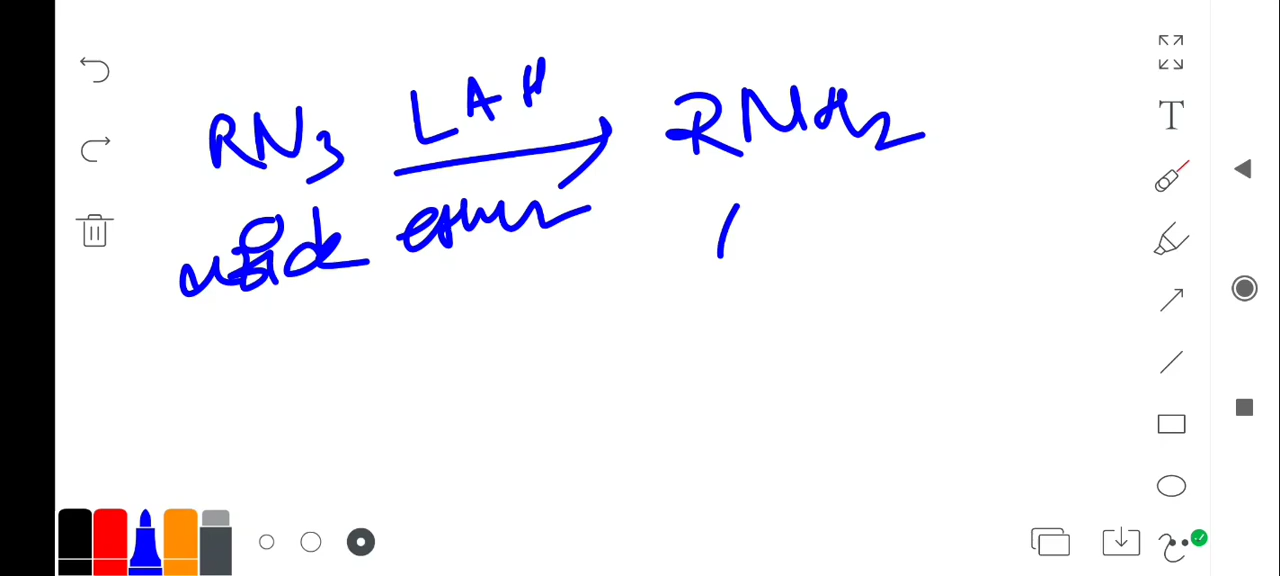 RN3 LAH RNH2
azide ether (
T